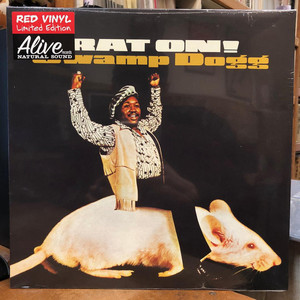 RED VINYL
Limited Edition
Alive
NATURAL SOUND
RAT ON!
Swamp Dogg